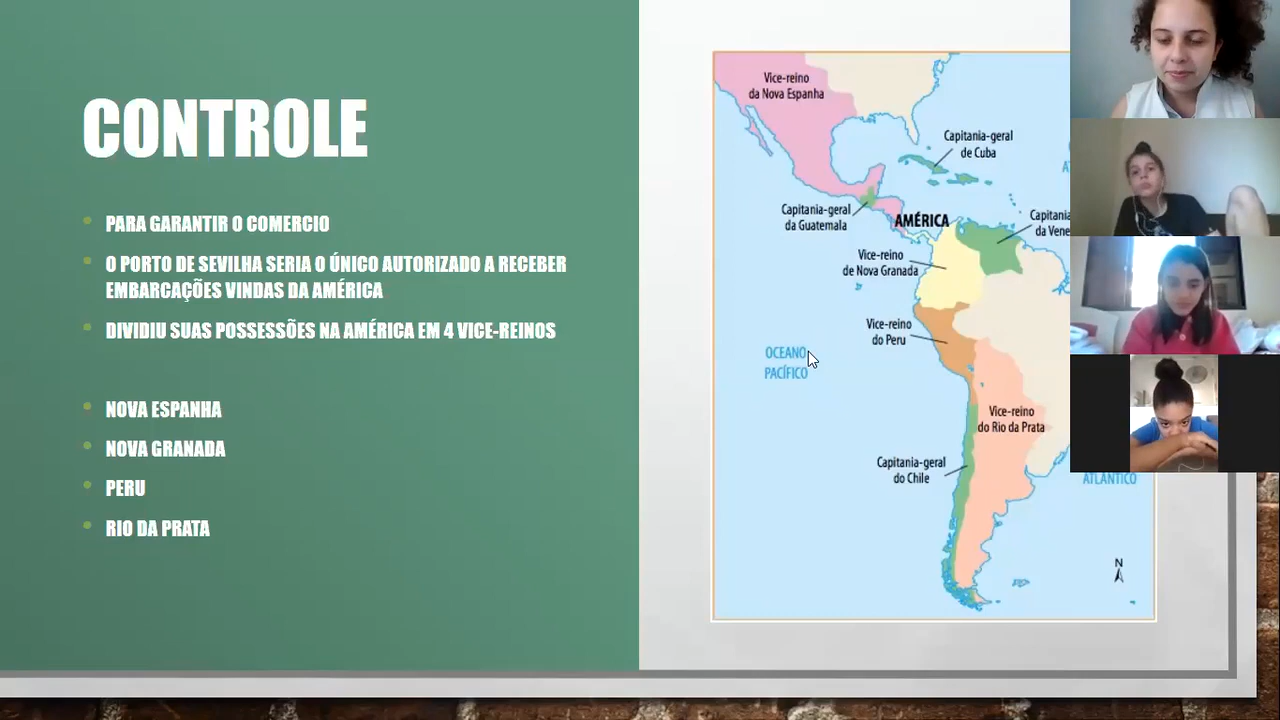 CONTROLE
PARA GARANTIR O COMERCIO
O PORTO DE SEVILHA SERIA O ÚNICO AUTORIZADO A RECEBER
EMBARCAÇÕES VINDAS DA AMÉRICA
DIVIDIU SUAS POSSESSÕES NA AMÉRICA EM 4 VICE-REINOS
NOVA ESPANHA
NOVA GRANADA
PERU
RIO DA PRATA
Vice-reino
da Nova Espanha
Capitania-geral
de Cuba
Capitania-geral
da Guatemala
AMÉRICA
Capitania
da Vene
Vice-reino
de Nova Granada
Vice-reino
do Peru
OCEANO
PACÍFICO
Vice-reino
do Rio da Prata
Capitania-geral
do Chile
ATLÂNTICO
N